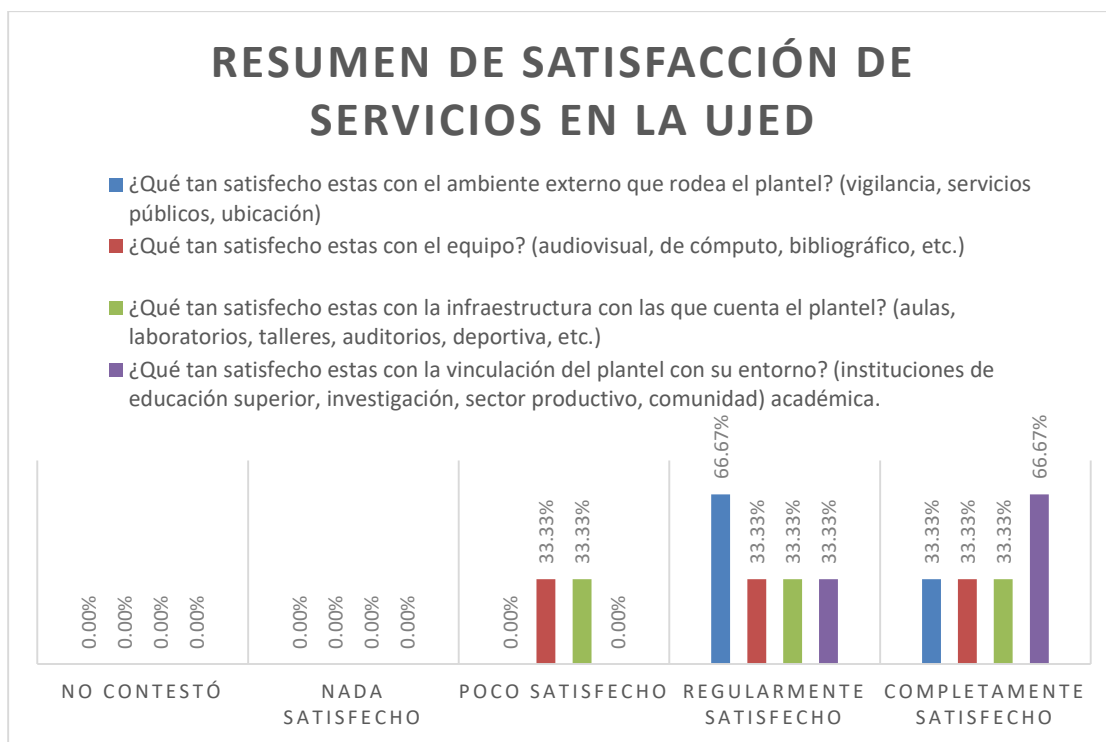 RESUMEN DE SATISFACCIÓN DE
SERVICIOS EN LA UJED
¿Qué tan satisfecho estas con el ambiente externo que rodea el plantel? (vigilancia, servicios
públicos, ubicación)
¿Qué tan satisfecho estas con el equipo? (audiovisual, de cómputo, bibliográfico, etc.)
¿Qué tan satisfecho estas con la infraestructura con las que cuenta el plantel? (aulas,
laboratorios, talleres, auditorios, deportiva, etc.)
¿Qué tan satisfecho estas con la vinculación del plantel con su entorno? (instituciones de
educación superior, investigación, sector productivo, comunidad) académica.
0.00%
0.00%
0.00%
0.00%
0.00%
0.00%
0.00%
0.00%
0.00%
33.33%
33.33%
0.00%
66.67%
33.33%
33.33%
33.33%
33.33%
33.33%
33.33%
66.67%
NO CONTESTÓ
NADA
SATISFECHO
POCO SATISFECHO
REGULARMENTE
SATISFECHO
COMPLETAMENTE
SATISFECHO